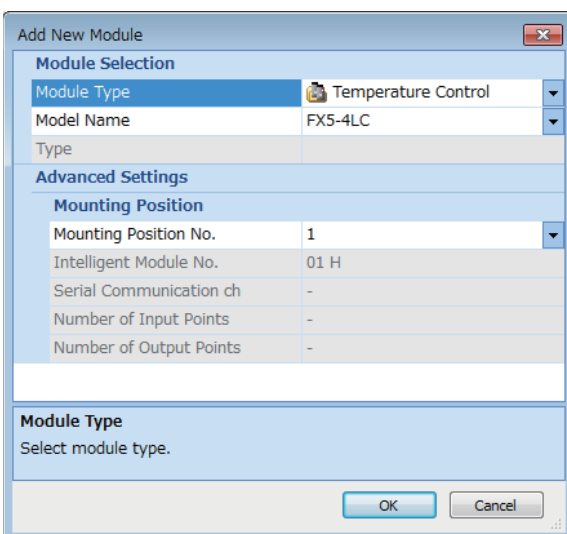 Add New Module
Module Selection
Module Type Temperature Control
Model Name FX5-4LC
Type
Advanced Settings
Mounting Position
Mounting Position No. 1
Intelligent Module No. 01 H
Serial Communication ch -
Number of Input Points -
Number of Output Points -
Module Type
Select module type.
OK Cancel